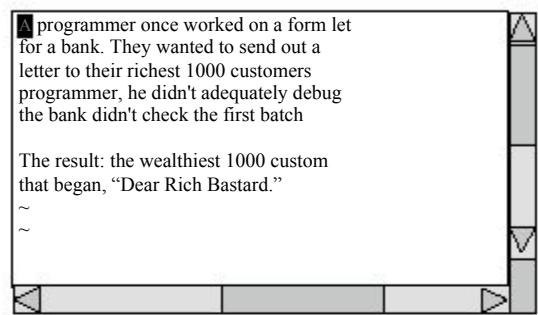 A programmer once worked on a form let
for a bank. They wanted to send out a
letter to their richest 1000 customers
programmer, he didn't adequately debug
the bank didn't check the first batch
The result: the wealthiest 1000 custom
that began, “Dear Rich Bastard.”
~
~